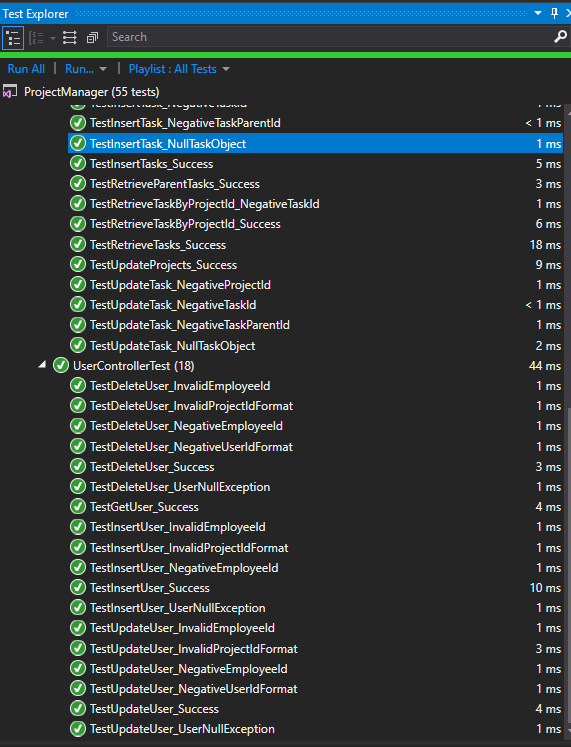 Test Explorer
Search
Run All | Run... | Playlist : All Tests
ProjectManager (55 tests)
TestInsertTask_NegativeTaskId 1 ms
TestInsertTask_NegativeTaskParentId < 1 ms
TestInsertTask_NullTaskObject 1 ms
TestInsertTasks_Success 5 ms
TestRetrieveParentTasks_Success 3 ms
TestRetrieveTaskByProjectId_NegativeTaskId 1 ms
TestRetrieveTaskByProjectId_Success 6 ms
TestRetrieveTasks_Success 18 ms
TestUpdateProjects_Success 9 ms
TestUpdateTask_NegativeProjectId 1 ms
TestUpdateTask_NegativeTaskId < 1 ms
TestUpdateTask_NegativeTaskParentId 1 ms
TestUpdateTask_NullTaskObject 2 ms
UserControllerTest (18) 44 ms
TestDeleteUser_InvalidEmployeeId 1 ms
TestDeleteUser_InvalidProjectIdFormat 1 ms
TestDeleteUser_NegativeEmployeeId 1 ms
TestDeleteUser_NegativeUserIdFormat 1 ms
TestDeleteUser_Success 3 ms
TestDeleteUser_UserNullException 1 ms
TestGetUser_Success 4 ms
TestInsertUser_InvalidEmployeeId 1 ms
TestInsertUser_InvalidProjectIdFormat 1 ms
TestInsertUser_NegativeEmployeeId 1 ms
TestInsertUser_Success 10 ms
TestInsertUser_UserNullException 1 ms
TestUpdateUser_InvalidEmployeeId 1 ms
TestUpdateUser_InvalidProjectIdFormat 3 ms
TestUpdateUser_NegativeEmployeeId 1 ms
TestUpdateUser_NegativeUserIdFormat 1 ms
TestUpdateUser_Success 4 ms
TestUpdateUser_UserNullException 1 ms